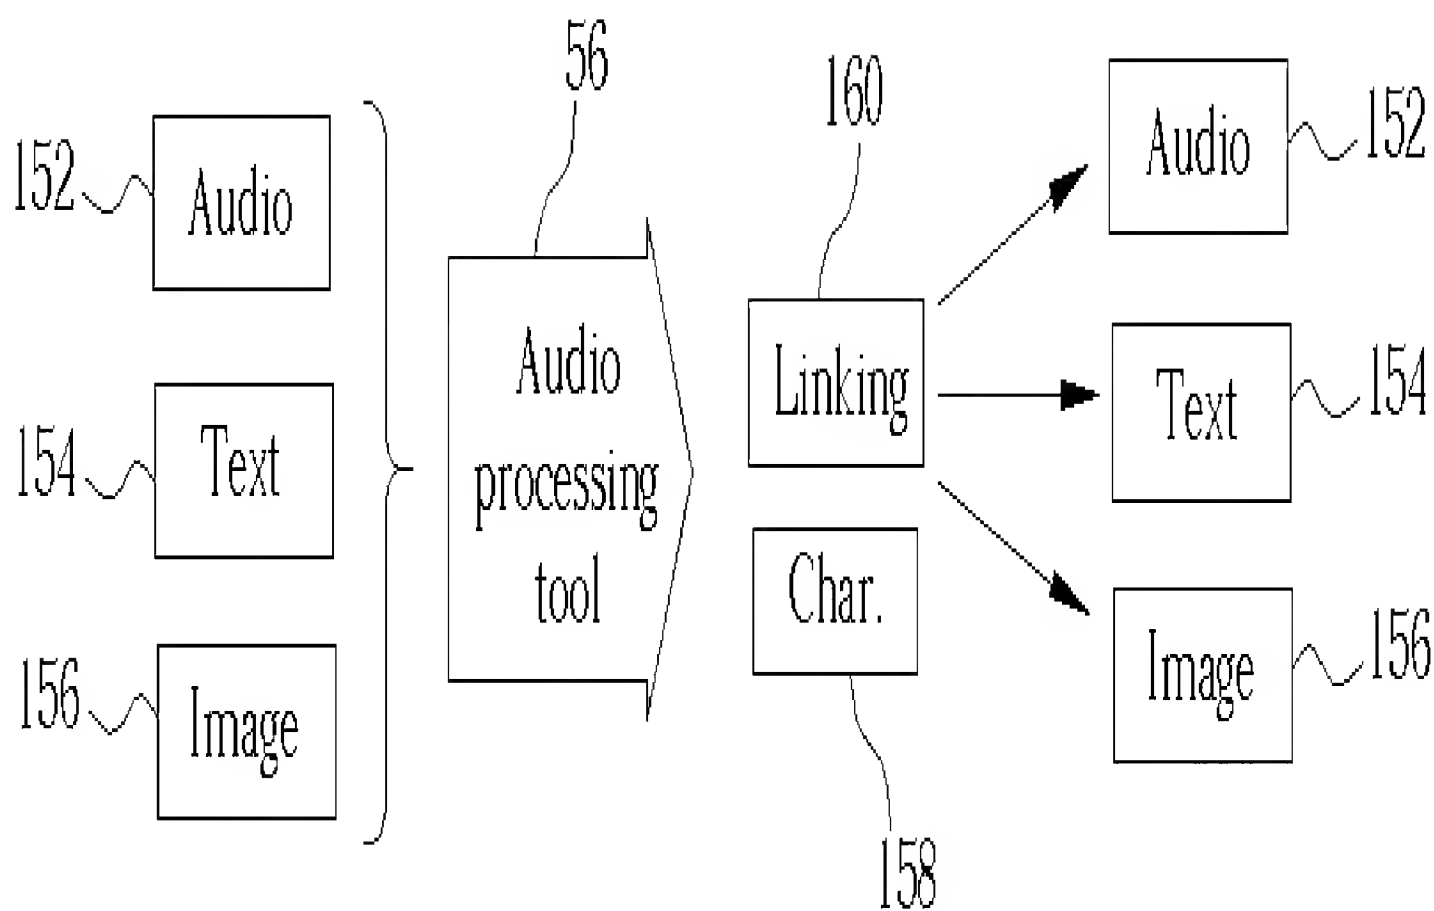 152
Audio
154
Text
156
Image
56
Audio
processing
tool
160
Linking
Char.
158
Audio
152
Text
154
Image
156